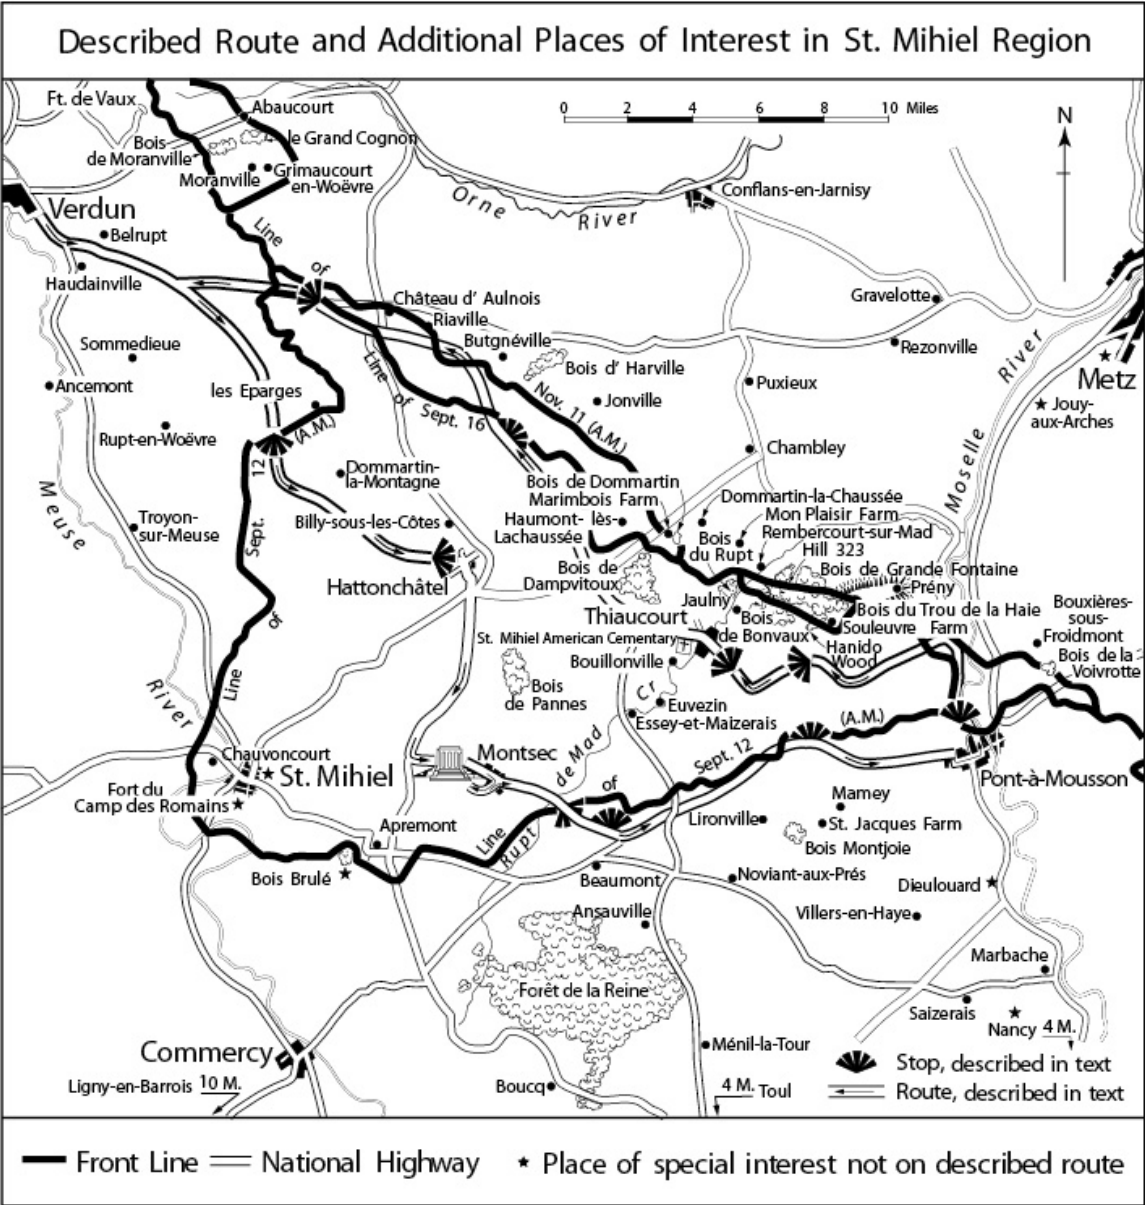 Described Route and Additional Places of Interest in St. Mihiel Region
Ft. de Vaux
Abaucourt
0 2 4 6 8 10 Miles
N
le Grand Cognon
Bois
de Moranville
Moranville
Grimaucourt
en-Woëvre
Orne
River
Conflans-en-Jarnisy
Verdun
Belrupt
Line
of
Haudainville
Château d' Aulnois
Riaville
Gravelotte
Sommedieue
Butgnéville
Rezonville
River
Bois d' Harville
Metz
Ancemont
les Eparges
Line
of
Sept. 16
Nov. 11 (A.M.)
Jonville
Puxieux
Jouy-
aux-Arches
Rupt-en-Woëvre
(A.M.)
12
Chambley
Moselle
Meuse
Dommartin-
la-Montagne
Bois de Dommartin
Marimbois Farm
Dommartin-la-Chaussée
Mon Plaisir Farm
Troyon-
sur-Meuse
Sept.
Billy-sous-les-Côtes
Haumont-lès-
Lachaussée
Bois
du Rupt
Rembercourt-sur-Mad
Hill 323
Hattonchâtel
Bois de
Dampvitoux
Bois de Grande Fontaine
Prény
of
Jaulny
Bois du Trou de la Haie
Bouxières-
sous-
Froidmont
Thiaucourt
Bois
de Bonvaux
Souleuvre Farm
St. Mihiel American Cementary
Hanido
Wood
Bois de la
Voivrotte
Bouillonville
Line
River
Bois
de Pannes
Cr
Euvezin
Essey-et-Maizerais
(A.M.)
de Mad
Sept. 12
Chauvoncourt
St. Mihiel
Montsec
Pont-à-Mousson
Fort du
Camp des Romains
of
Mamey
Apremont
Line
Rupt
Lironville
St. Jacques Farm
Bois Montjoie
Bois Brulé
Beaumont
Noviant-aux-Prés
Dieulouard
Ansauville
Villers-en-Haye
Marbache
Forêt de la Reine
Saizerais
Nancy 4 M.
Commercy
Ménil-la-Tour
Stop, described in text
Ligny-en-Barrois 10 M.
Boucq
4 M. Toul
Route, described in text
Front Line National Highway Place of special interest not on described route